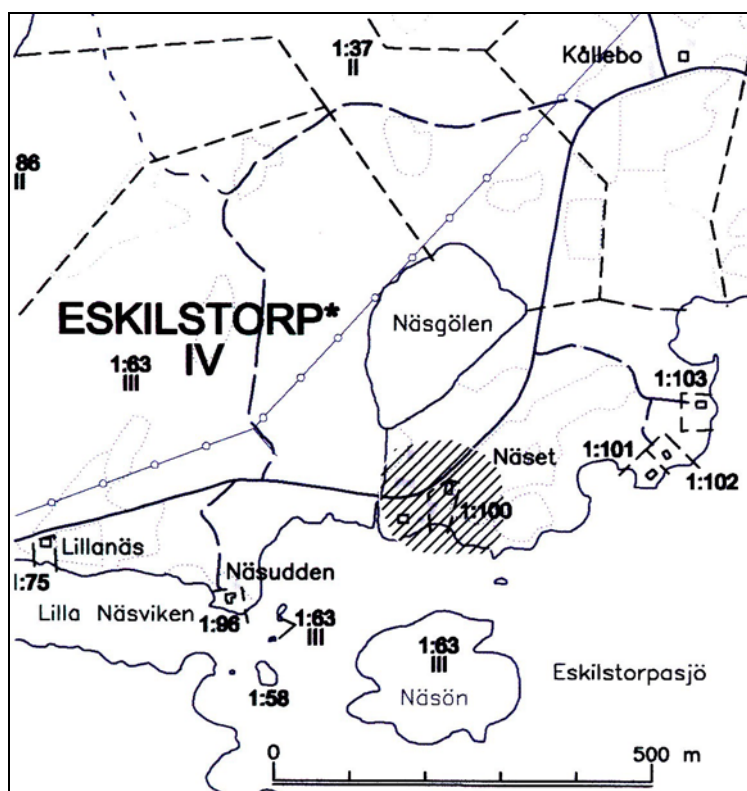 1:37
II
Kållebo
86
II
ESKILSTORP*
IV
1:63
III
Näsgölen
1:103
1:101
Näset
1:102
1:100
Lillanäs
:75
Näsudden
Lilla Näsviken
1:96
1:63
III
1:63
III
1:58
Näsön
Eskilstorpasjö
0
500 m